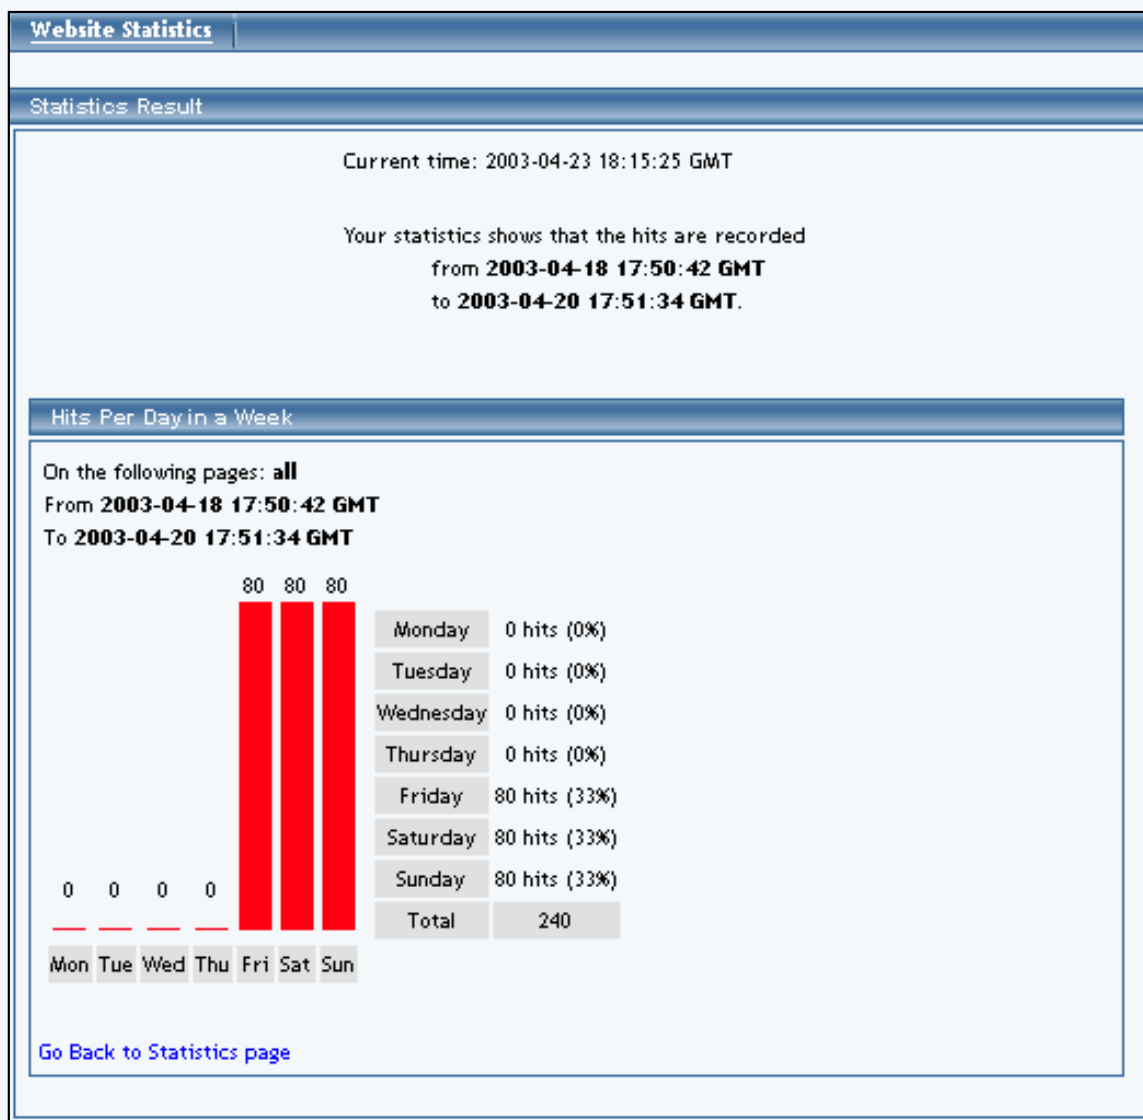 Website Statistics
Statistics Result
Current time: 2003-04-23 18:15:25 GMT
Your statistics shows that the hits are recorded
from 2003-04-18 17:50:42 GMT
to 2003-04-20 17:51:34 GMT.
Hits Per Day in a Week
On the following pages: all
From 2003-04-18 17:50:42 GMT
To 2003-04-20 17:51:34 GMT
80 80 80
Monday 0 hits (0%)
Tuesday 0 hits (0%)
Wednesday 0 hits (0%)
Thursday 0 hits (0%)
Friday 80 hits (33%)
Saturday 80 hits (33%)
Sunday 80 hits (33%)
Total 240
0 0 0 0
Mon Tue Wed Thu Fri Sat Sun
Go Back to Statistics page